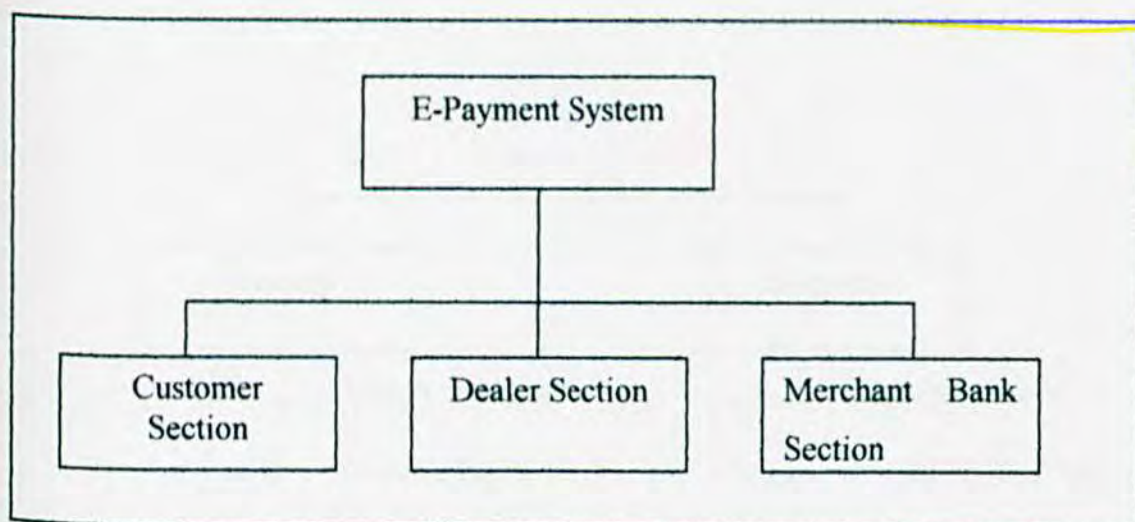 E-Payment System
Customer
Section
Dealer Section
Merchant Bank
Section